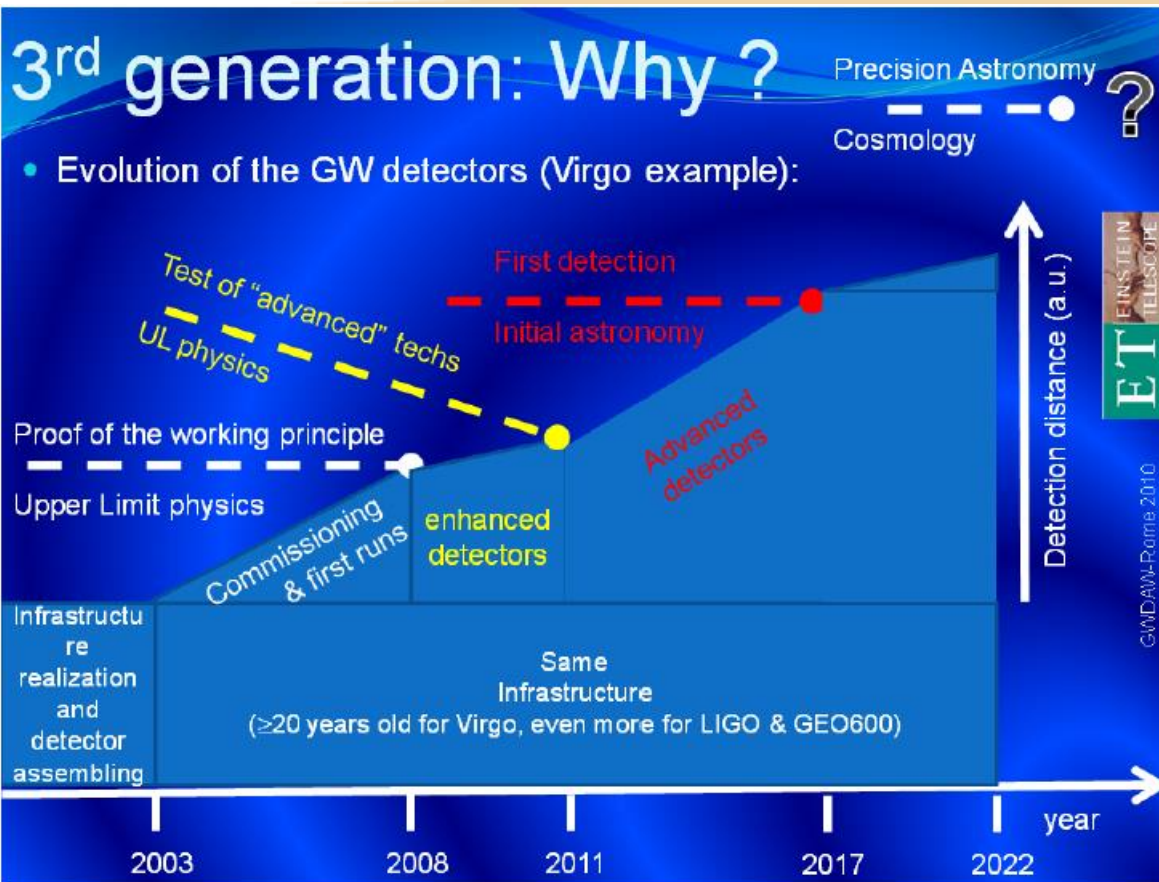 3rd generation: Why ?
Precision Astronomy
Cosmology
?
• Evolution of the GW detectors (Virgo example):
Test of "advanced" techs
UL physics
First detection
Initial astronomy
Proof of the working principle
Upper Limit physics
Commissioning
& first runs
enhanced
detectors
Advanced
detectors
Detection distance (a.u.)
EINSTEIN
TELESCOPE
ET
GWDAW-Rome 2010
Infrastructu
re
realization
and
detector
assembling
Same
Infrastructure
(≥20 years old for Virgo, even more for LIGO & GEO600)
year
2003
2008
2011
2017
2022